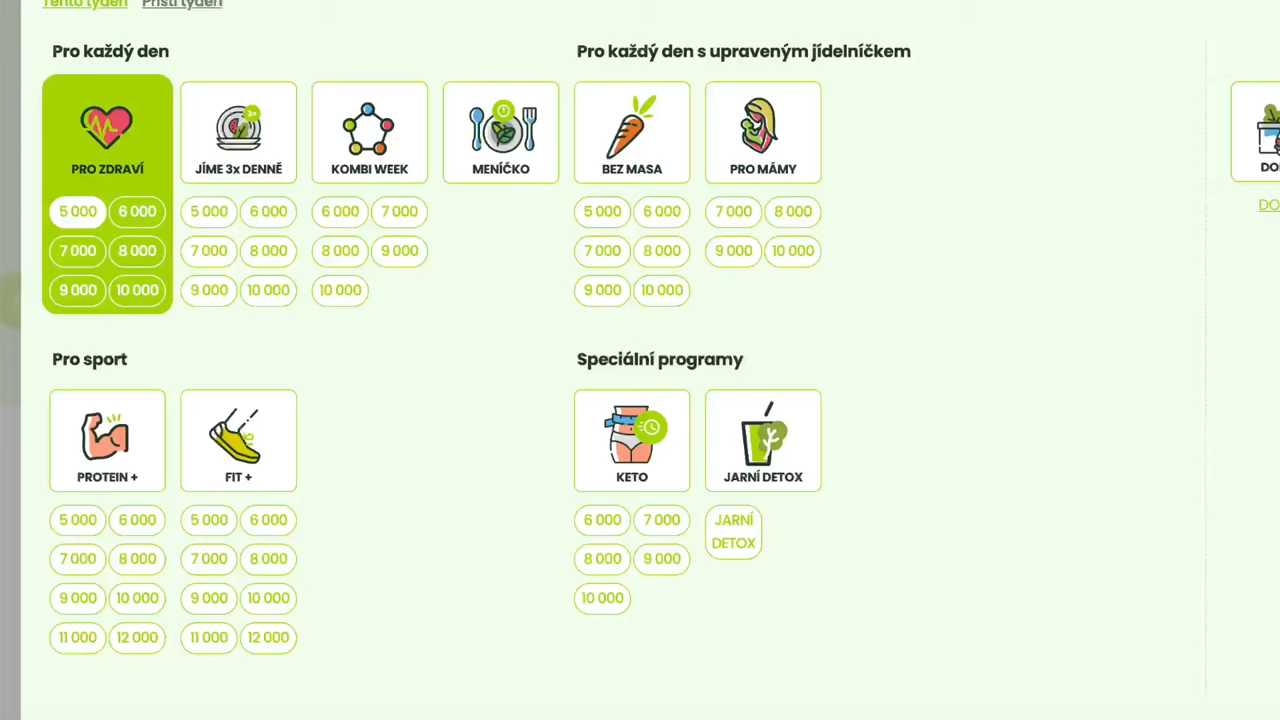 Tento týden Příští týden
Pro každý den
PRO ZDRAVÍ
5 000 6 000
7 000 8 000
9 000 10 000
JÍME 3x DENNĚ
5 000 6 000
7 000 8 000
9 000 10 000
KOMBI WEEK
6 000 7 000
8 000 9 000
10 000
MENÍČKO
Pro každý den s upraveným jídelníčkem
BEZ MASA
5 000 6 000
7 000 8 000
9 000 10 000
PRO MÁMY
7 000 8 000
9 000 10 000
Pro sport
PROTEIN +
5 000 6 000
7 000 8 000
9 000 10 000
11 000 12 000
FIT +
5 000 6 000
7 000 8 000
9 000 10 000
11 000 12 000
Speciální programy
KETO
6 000 7 000
8 000 9 000
10 000
JARNÍ DETOX
JARNÍ
DETOX